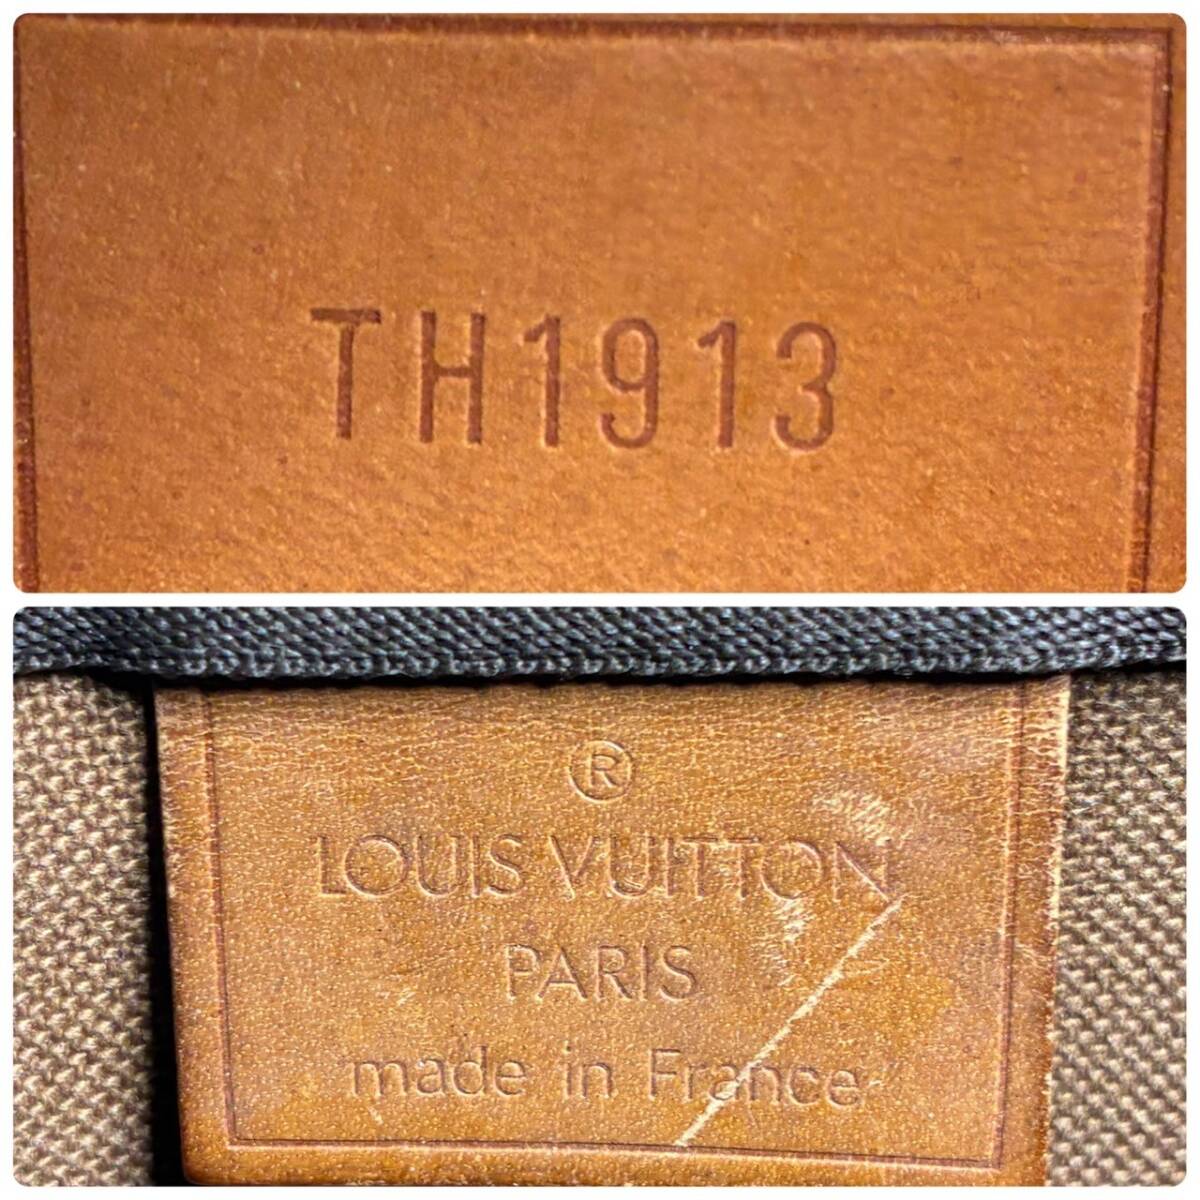 TH1913
®
LOUIS VUITTON
PARIS
made in France